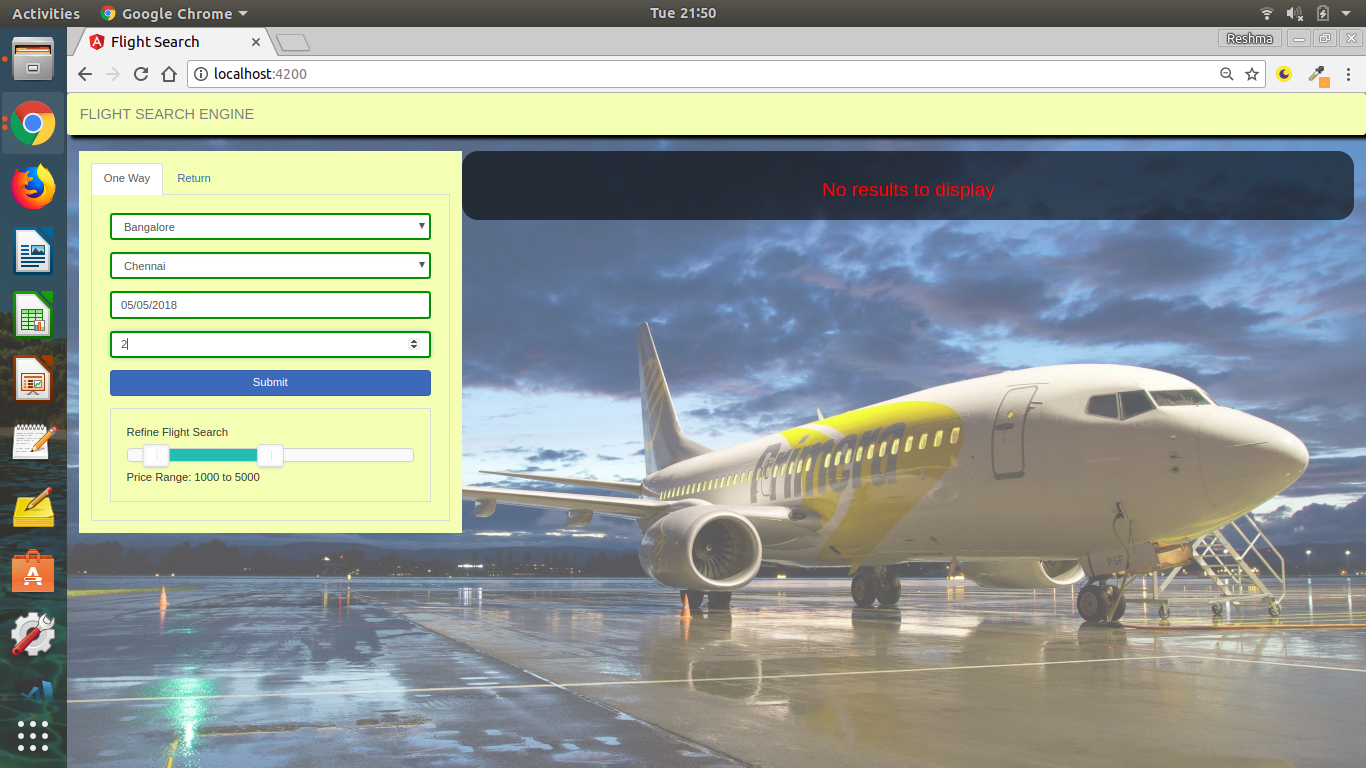 Activities Google Chrome Tue 21:50
Flight Search Reshma
localhost:4200
FLIGHT SEARCH ENGINE
One Way Return
No results to display
Bangalore
Chennai
05/05/2018
2
Submit
Refine Flight Search
Price Range: 1000 to 5000
primera